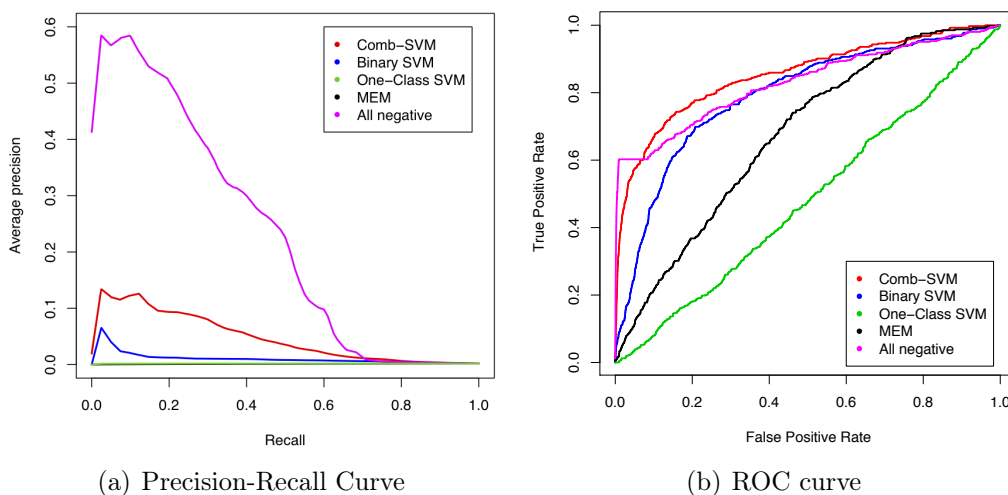 Average precision
0.0 0.1 0.2 0.3 0.4 0.5 0.6
Comb-SVM
Binary SVM
One-Class SVM
MEM
All negative
0.0 0.2 0.4 0.6 0.8 1.0
Recall
(a) Precision-Recall Curve
True Positive Rate
0.0 0.2 0.4 0.6 0.8 1.0
Comb-SVM
Binary SVM
One-Class SVM
MEM
All negative
0.0 0.2 0.4 0.6 0.8 1.0
False Positive Rate
(b) ROC curve